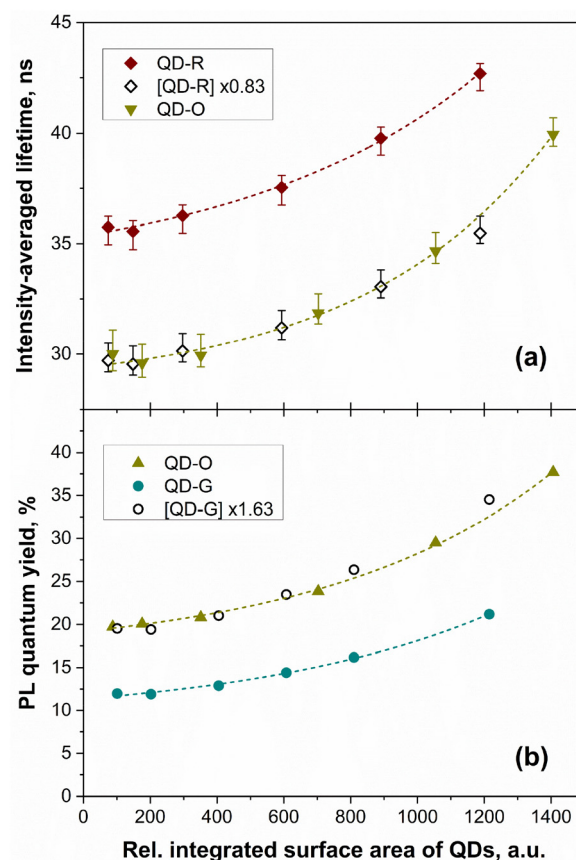 45
40
35
30
Intensity-averaged lifetime, ns
QD-R
[QD-R] x0.83
QD-O
(a)
40
35
30
25
20
15
10
5
0
PL quantum yield, %
QD-O
QD-G
[QD-G] x1.63
(b)
0 200 400 600 800 1000 1200 1400
Rel. integrated surface area of QDs, a.u.